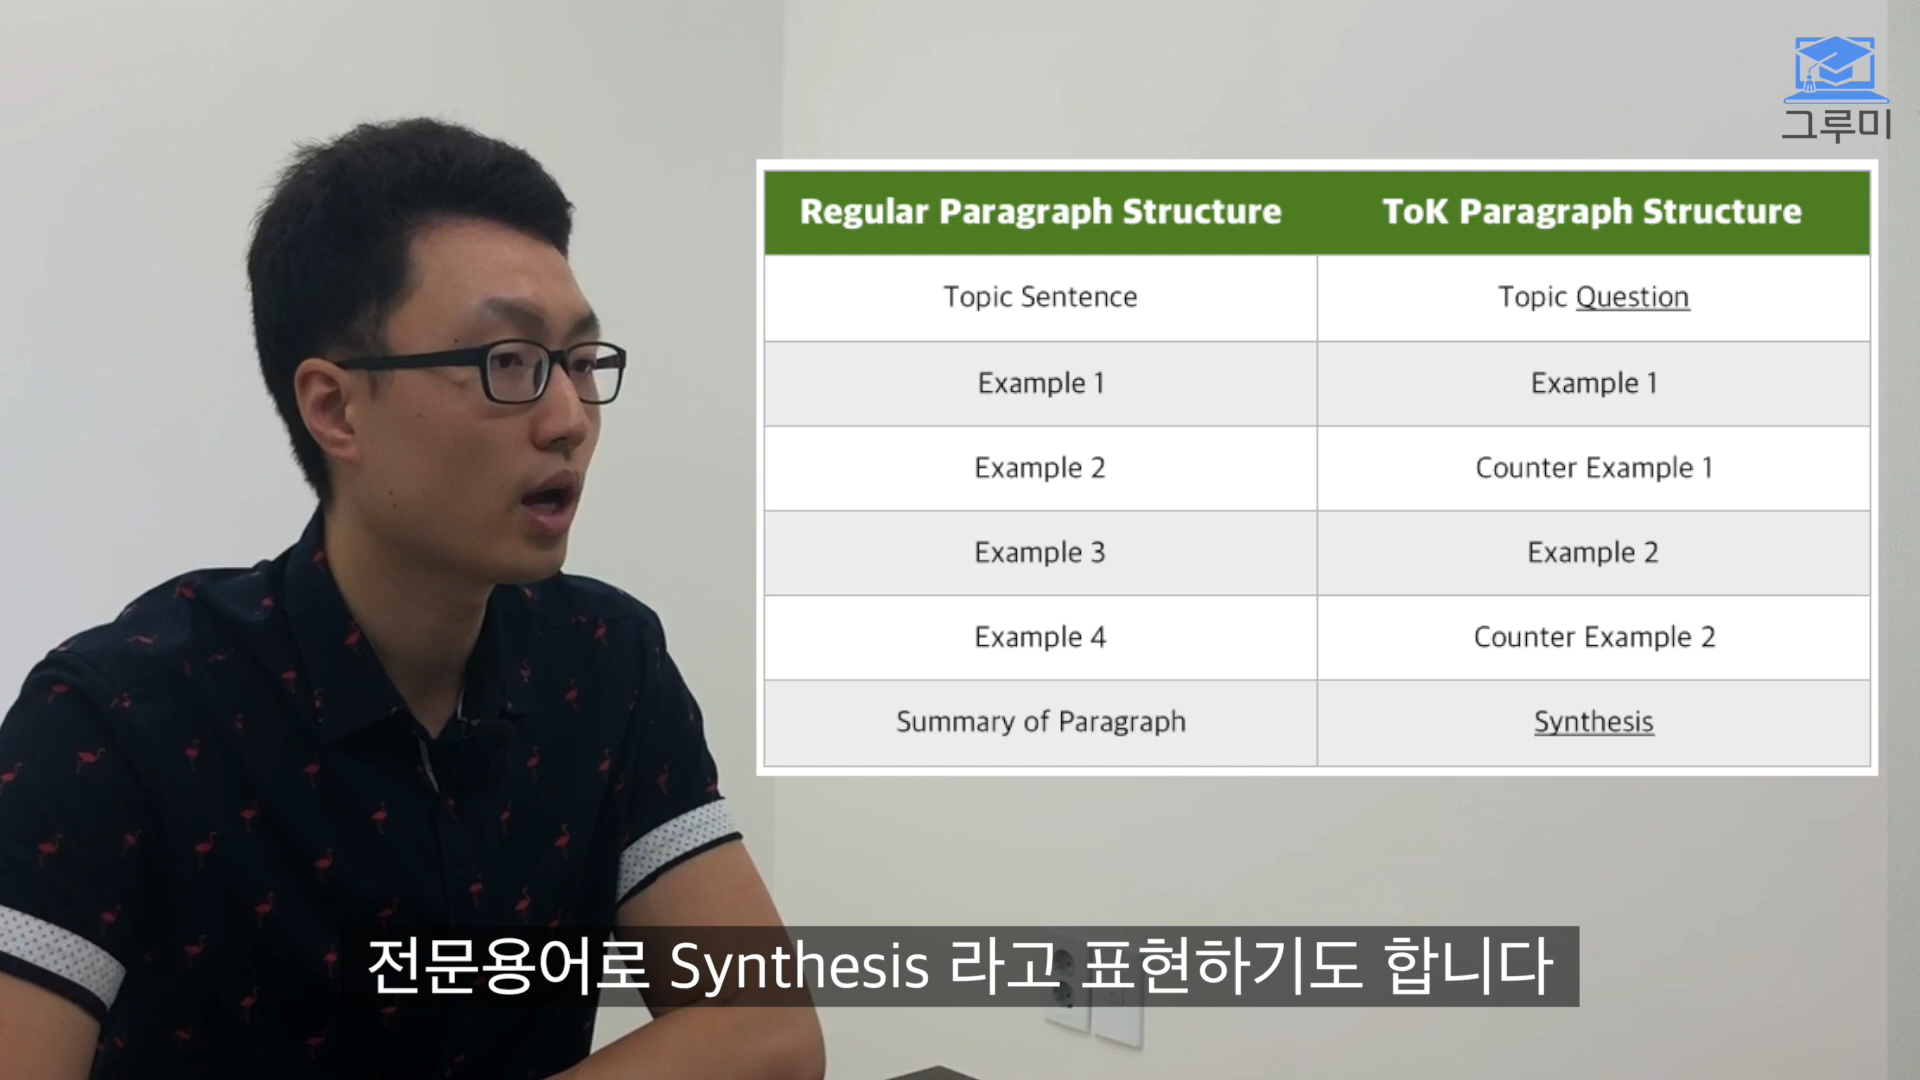 그루미
Regular Paragraph Structure
ToK Paragraph Structure
Topic Sentence
Topic Question
Example 1
Example 1
Example 2
Counter Example 1
Example 3
Example 2
Example 4
Counter Example 2
Summary of Paragraph
Synthesis
전문용어로 Synthesis 라고 표현하기도 합니다